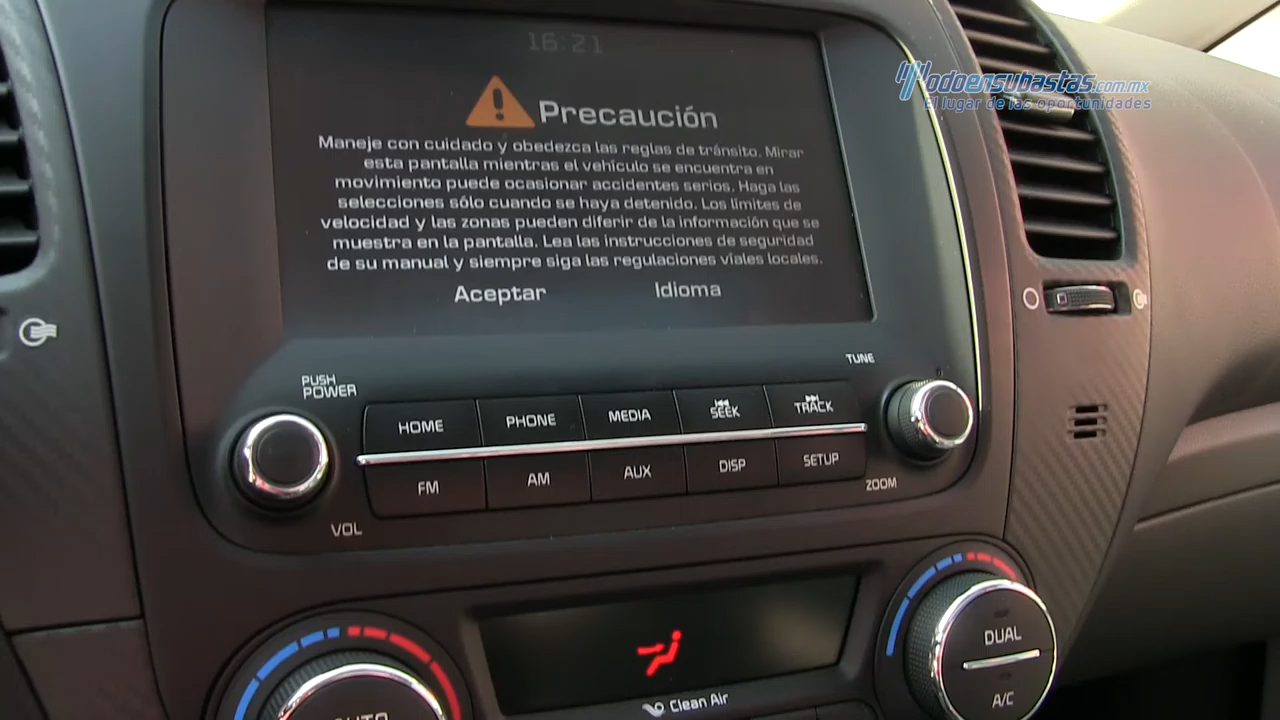 16:21
Todoensubastas.com.mx
El lugar de las oportunidades
Precaución
Maneje con cuidado y obedezca las reglas de tránsito. Mirar
esta pantalla mientras el vehículo se encuentra en
movimiento puede ocasionar accidentes serios. Haga las
selecciones sólo cuando se haya detenido. Los límites de
velocidad y las zonas pueden diferir de la información que se
muestra en la pantalla. Lea las instrucciones de seguridad
de su manual y siempre siga las regulaciones viales locales.
Aceptar Idioma
PUSH
POWER
TUNE
HOME PHONE MEDIA SEEK TRACK
FM AM AUX DISP SETUP
VOL
ZOOM
DUAL
A/C
Clean Air
AUTO